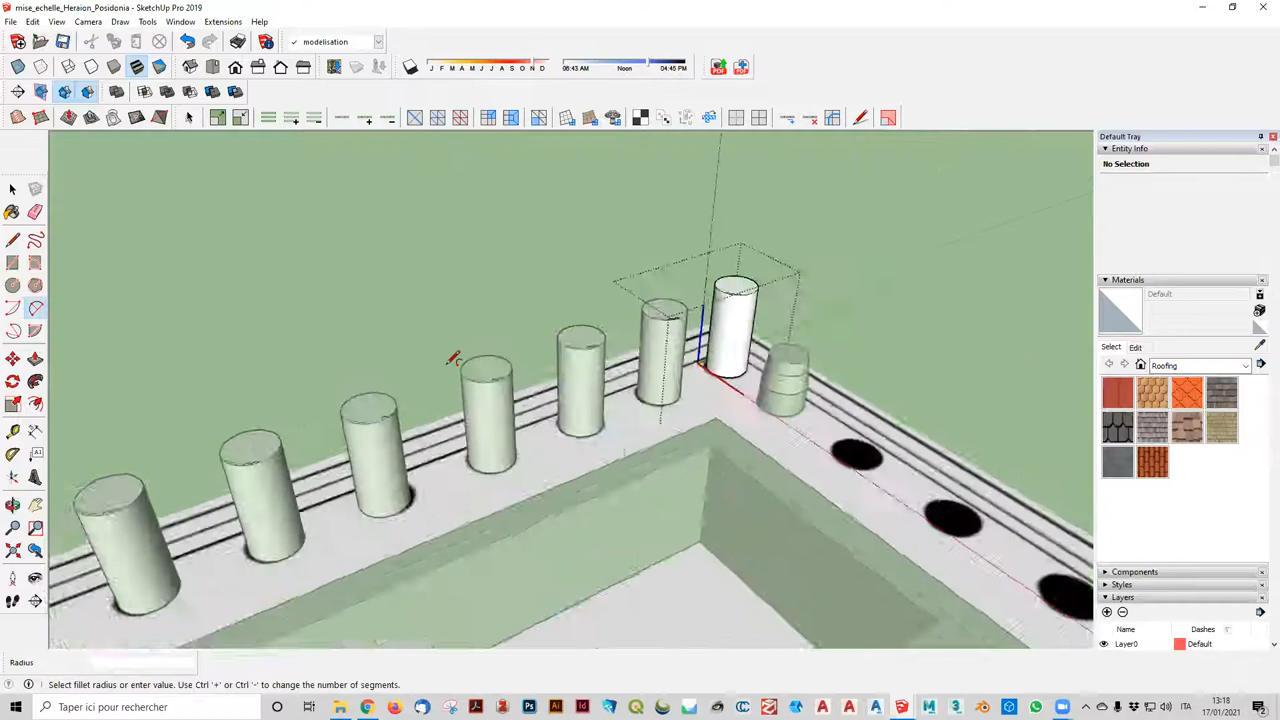 mise_echelle_Heraion_Posidonia - SketchUp Pro 2019
File Edit View Camera Draw Tools Window Extensions Help
✓ modelisation
J F M A M J J A S O N D
06:43 AM Noon 04:45 PM
PDF PDF
Default Tray
Entity Info
No Selection
Materials
Default
Select Edit
Roofing
Components
Styles
Layers
Name Dashes
Layer0 Default
Radius
Select fillet radius or enter value. Use Ctrl '+' or Ctrl '-' to change the number of segments.
Taper ici pour rechercher
ITA
13:18
17/01/2021